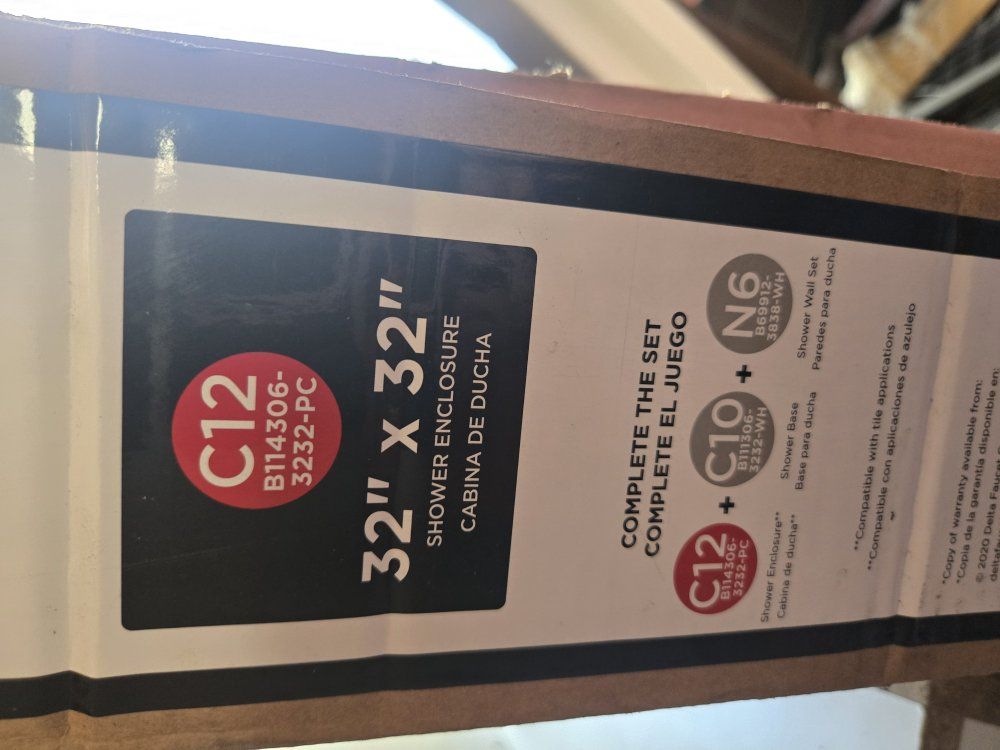 C12
B114306-
3232-PC
32" X 32"
SHOWER ENCLOSURE
CABINA DE DUCHA
COMPLETE THE SET
COMPLETE EL JUEGO
C12
B114306-
3232-PC
Shower Enclosure**
Cabina de ducha**
+
C10
B111306-
3232-WH
Shower Base
Base para ducha
+
N6
B69912-
3838-WH
Shower Wall Set
Paredes para ducha
**Compatible with tile applications
**Compatible con aplicaciones de azulejo
*Copy of warranty available from:
*Copia de la garantía disponible en:
© 2020 Delta Faucet